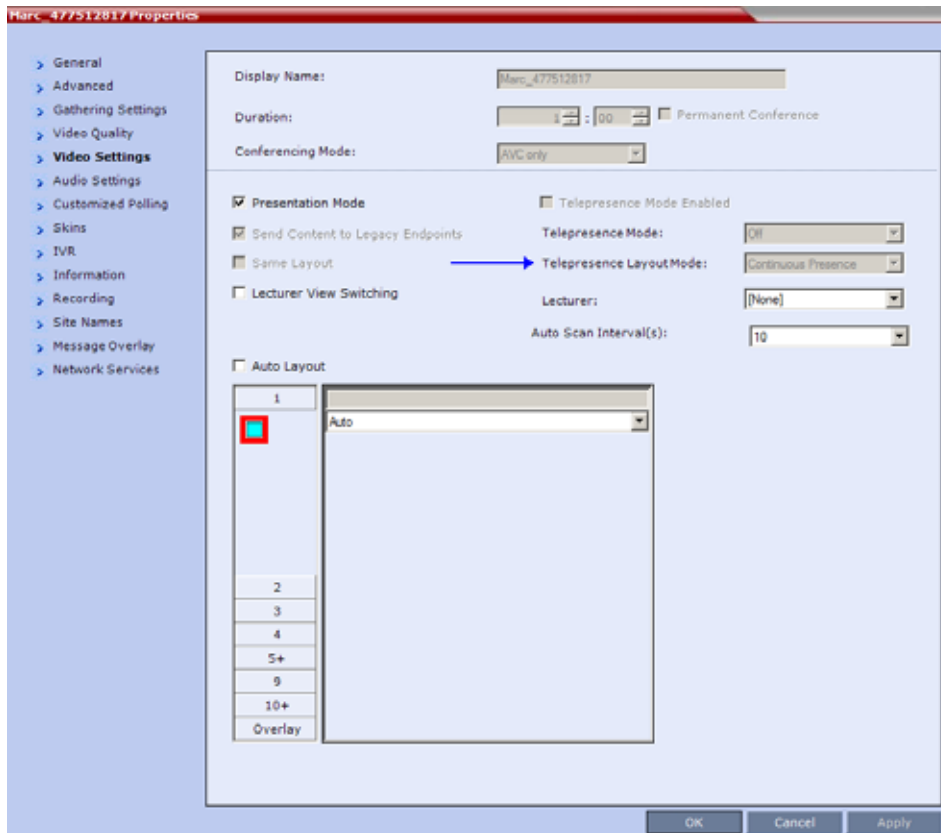 Marc_477512817 Properties
General
Advanced
Gathering Settings
Video Quality
Video Settings
Audio Settings
Customized Polling
Skins
IVR
Information
Recording
Site Names
Message Overlay
Network Services
Display Name: Marc_477512817
Duration: 1 : 00 Permanent Conference
Conferencing Mode: AVC only
Presentation Mode Telepresence Mode Enabled
Send Content to Legacy Endpoints Telepresence Mode: Off
Same Layout Telepresence Layout Mode: Continuous Presence
Lecturer View Switching Lecturer: [None]
Auto Scan Interval(s): 10
Auto Layout
1
Auto
2
3
4
5+
9
10+
Overlay
OK Cancel Apply